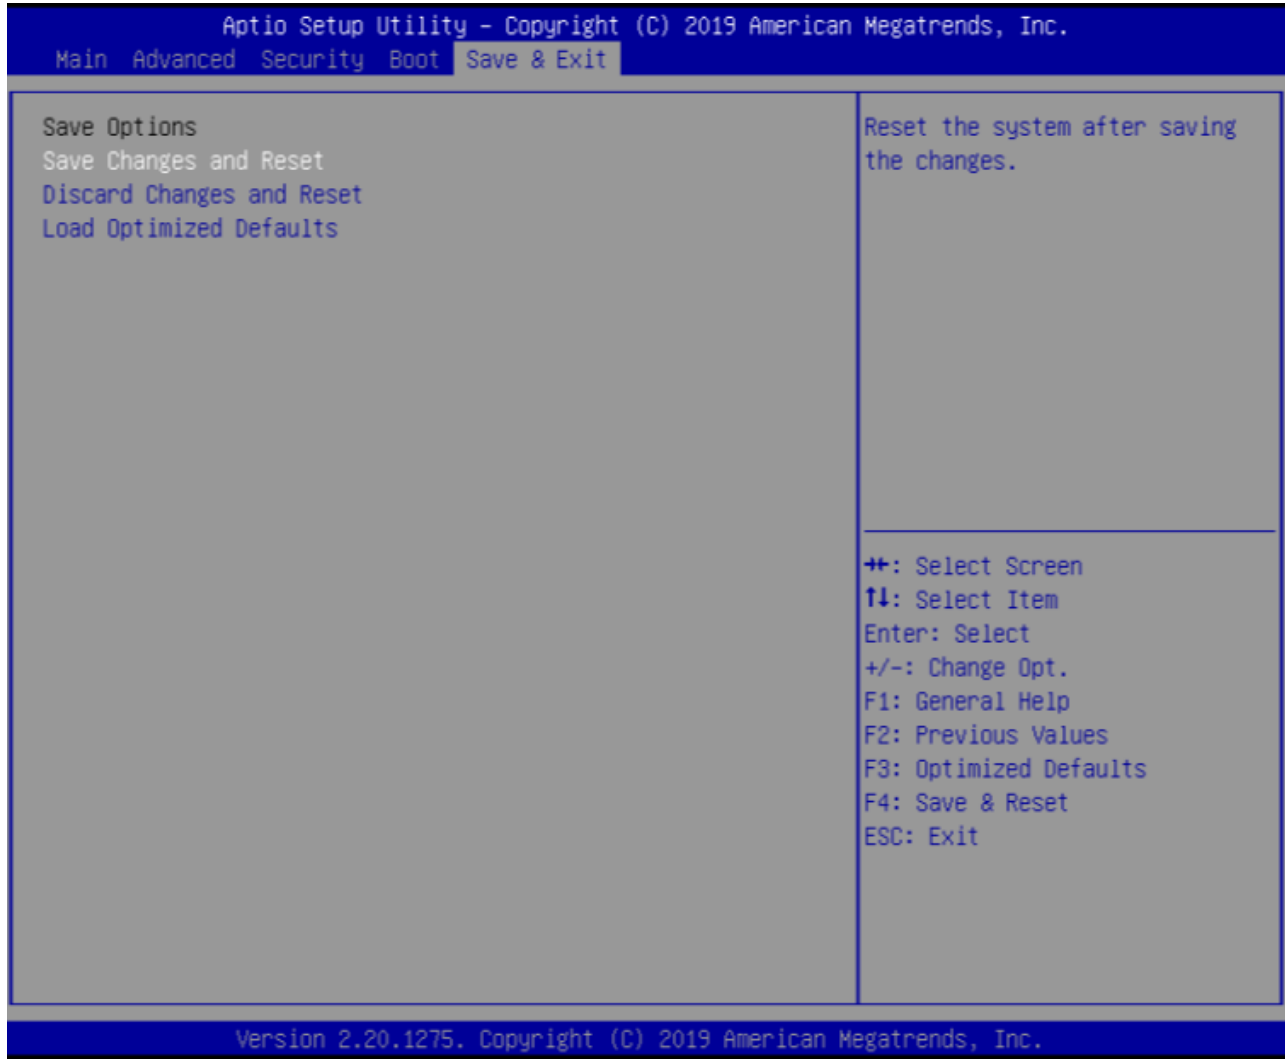 Aptio Setup Utility – Copyright (C) 2019 American Megatrends, Inc.
Main Advanced Security Boot Save & Exit
Save Options
Save Changes and Reset
Discard Changes and Reset
Load Optimized Defaults
Reset the system after saving
the changes.
→←: Select Screen
↑↓: Select Item
Enter: Select
+/-: Change Opt.
F1: General Help
F2: Previous Values
F3: Optimized Defaults
F4: Save & Reset
ESC: Exit
Version 2.20.1275. Copyright (C) 2019 American Megatrends, Inc.